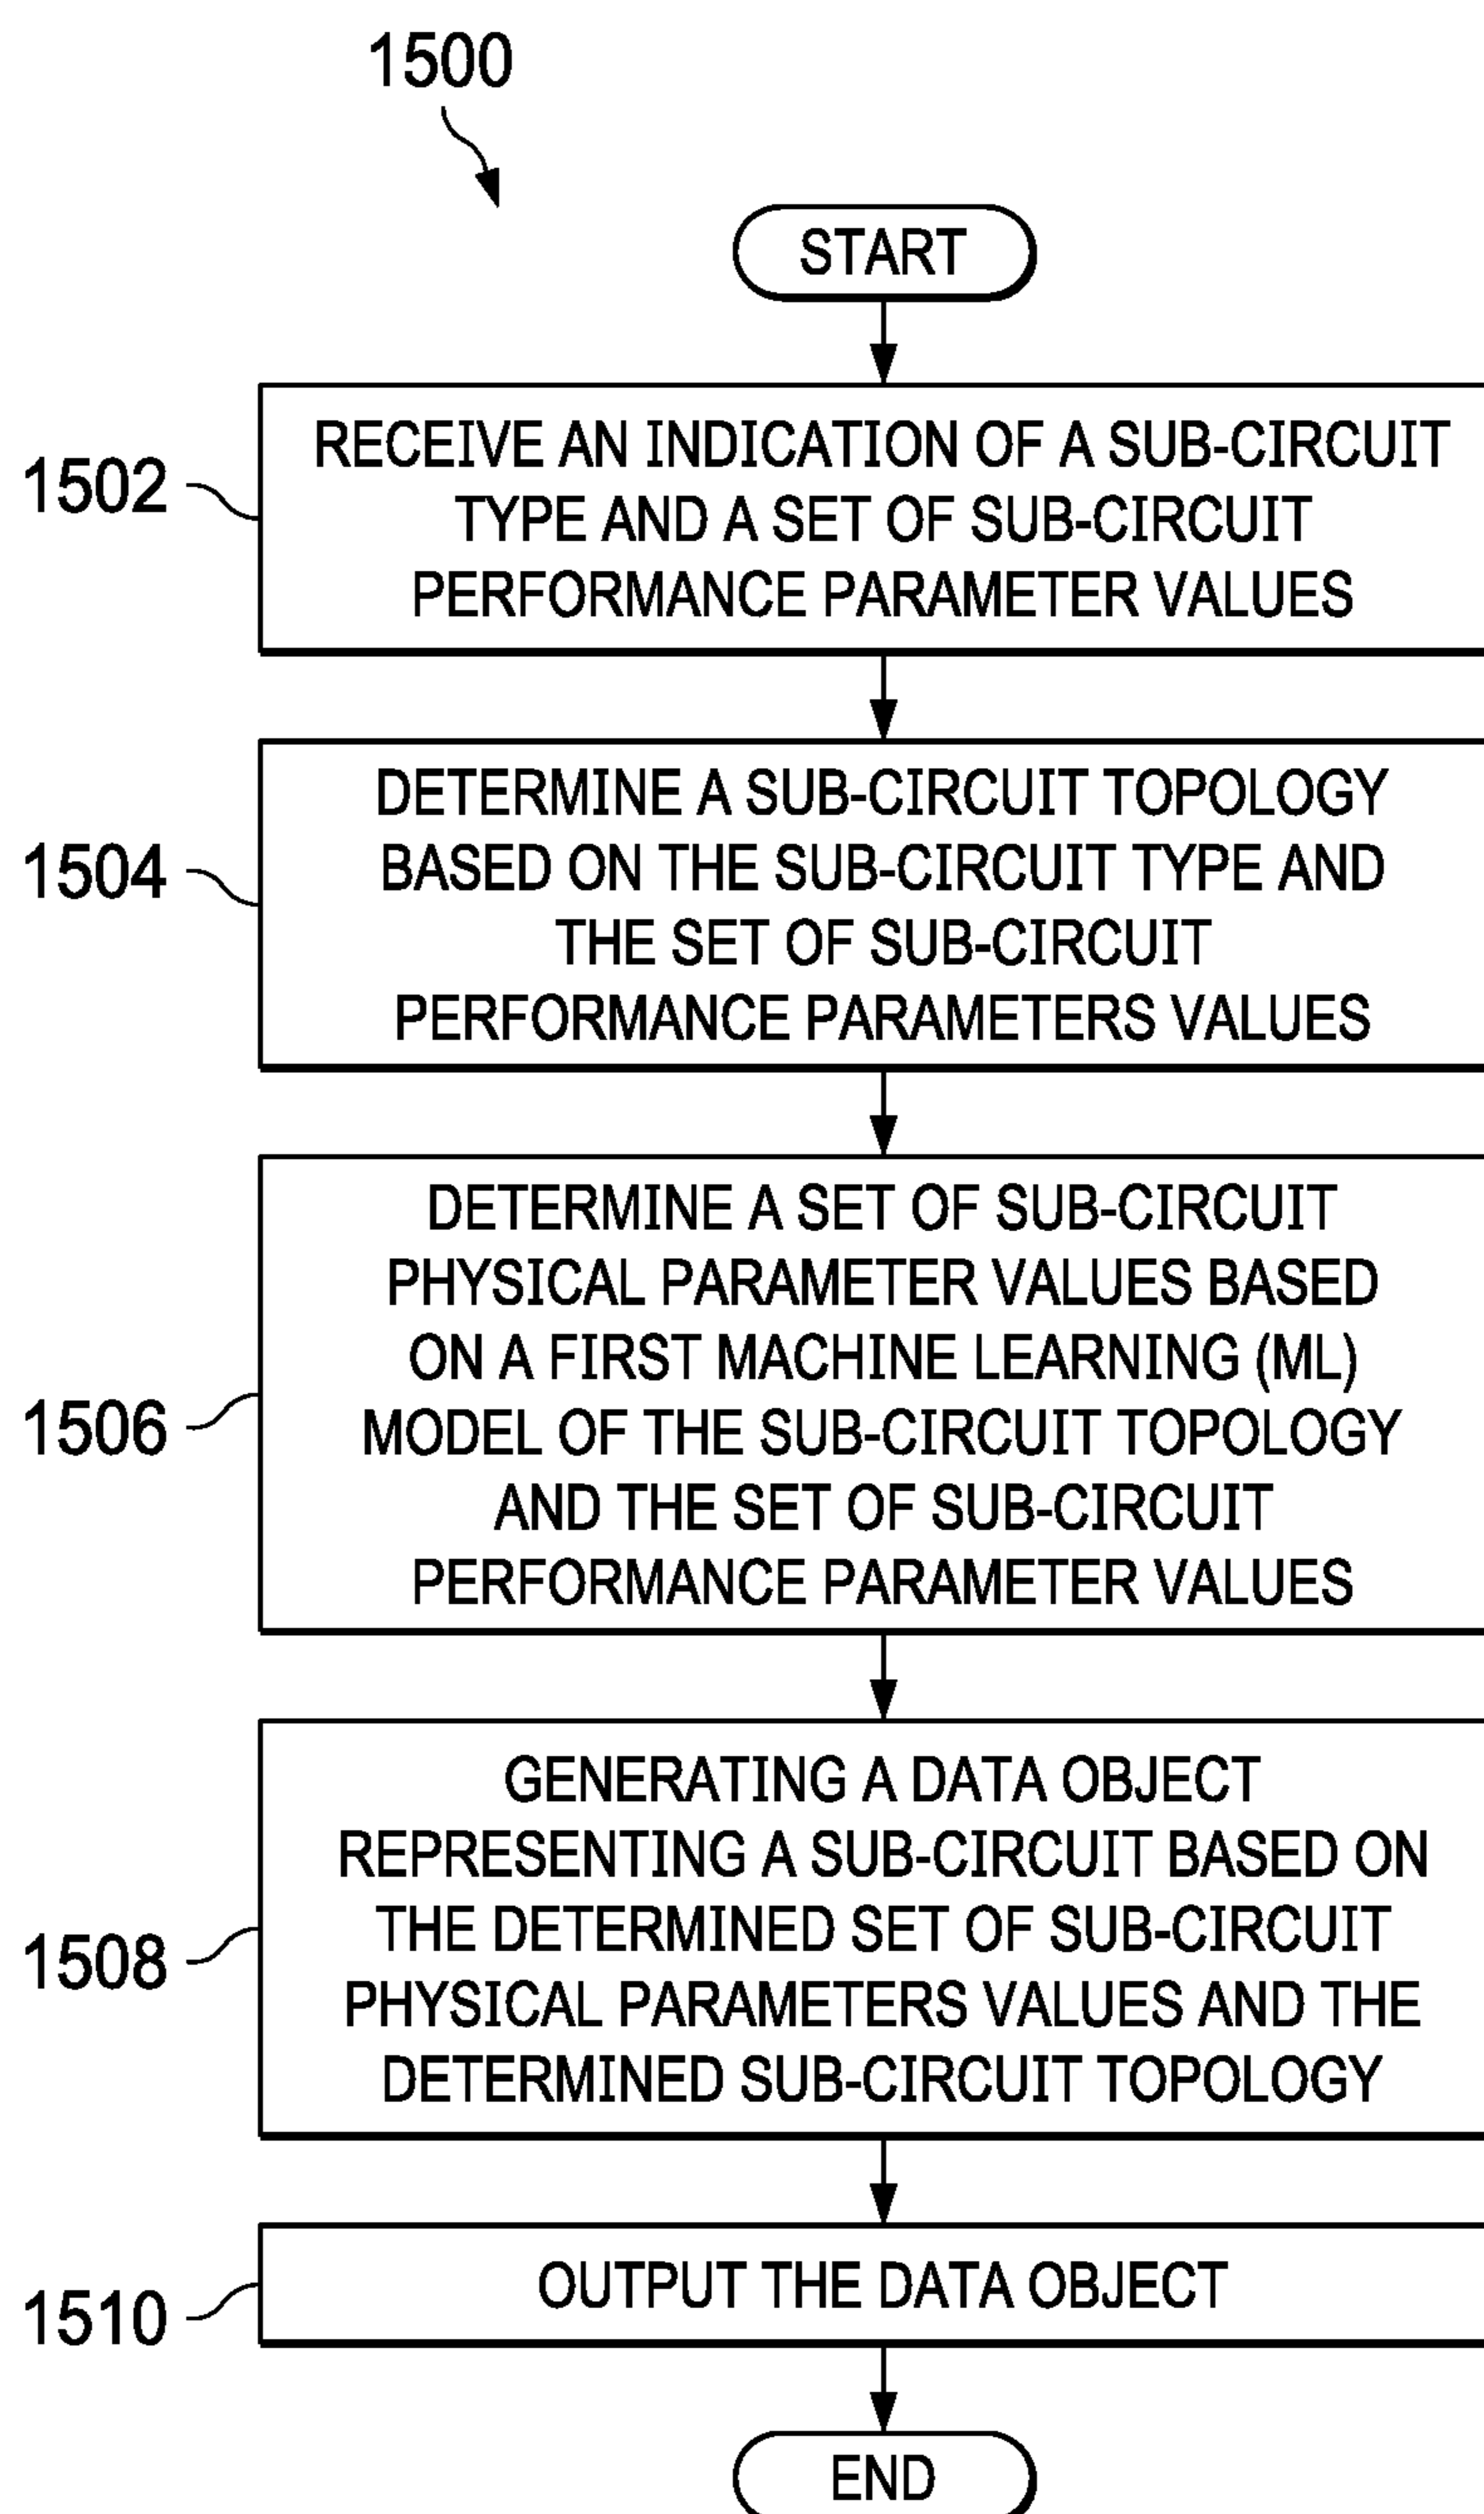 1500
START
1502
RECEIVE AN INDICATION OF A SUB-CIRCUIT
TYPE AND A SET OF SUB-CIRCUIT
PERFORMANCE PARAMETER VALUES
1504
DETERMINE A SUB-CIRCUIT TOPOLOGY
BASED ON THE SUB-CIRCUIT TYPE AND
THE SET OF SUB-CIRCUIT
PERFORMANCE PARAMETERS VALUES
1506
DETERMINE A SET OF SUB-CIRCUIT
PHYSICAL PARAMETER VALUES BASED
ON A FIRST MACHINE LEARNING (ML)
MODEL OF THE SUB-CIRCUIT TOPOLOGY
AND THE SET OF SUB-CIRCUIT
PERFORMANCE PARAMETER VALUES
1508
GENERATING A DATA OBJECT
REPRESENTING A SUB-CIRCUIT BASED ON
THE DETERMINED SET OF SUB-CIRCUIT
PHYSICAL PARAMETERS VALUES AND THE
DETERMINED SUB-CIRCUIT TOPOLOGY
1510
OUTPUT THE DATA OBJECT
END